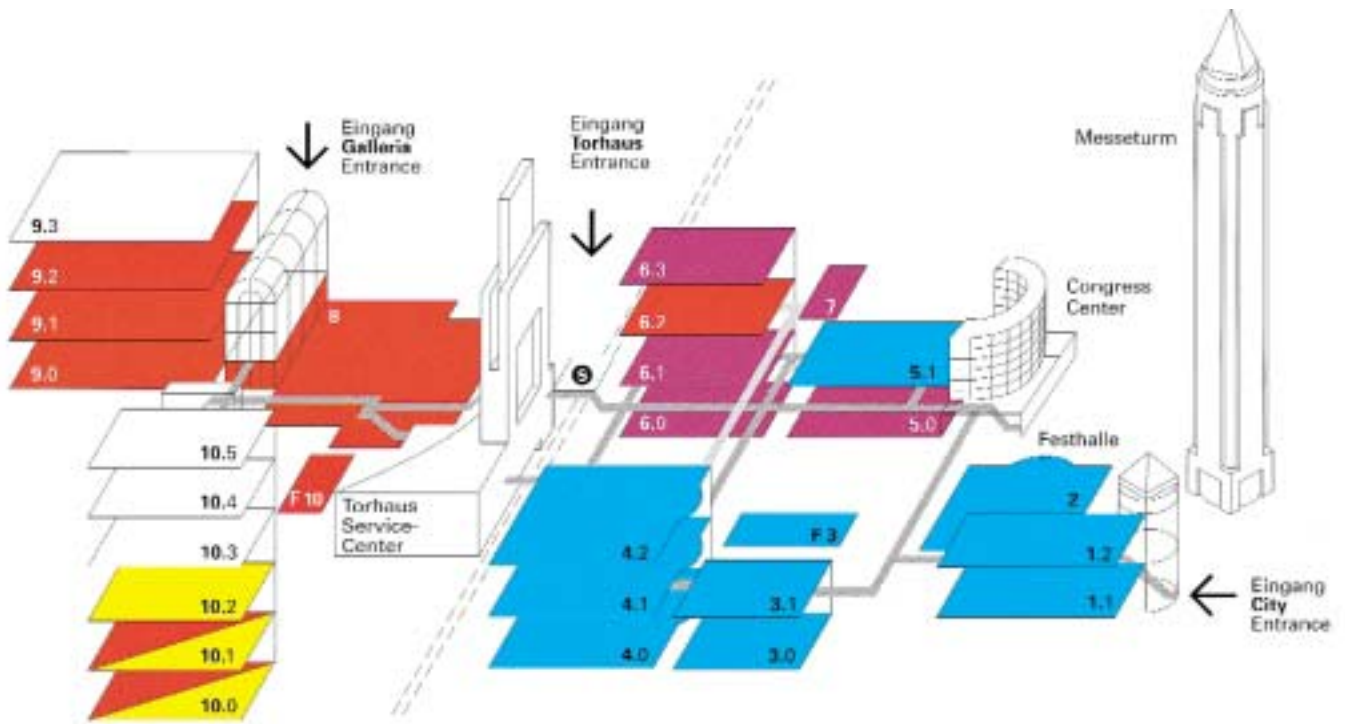 Eingang
Galleria
Entrance
Eingang
Torhaus
Entrance
Messeturm
9.3
9.2
9.1
9.0
8
6.3
6.2
6.1
6.0
7
5.1
5.0
Congress
Center
S
Festhalle
10.5
10.4
10.3
10.2
10.1
10.0
F 10
Torhaus
Service-
Center
4.2
4.1
4.0
F 3
3.1
3.0
2
1.2
1.1
Eingang
City
Entrance